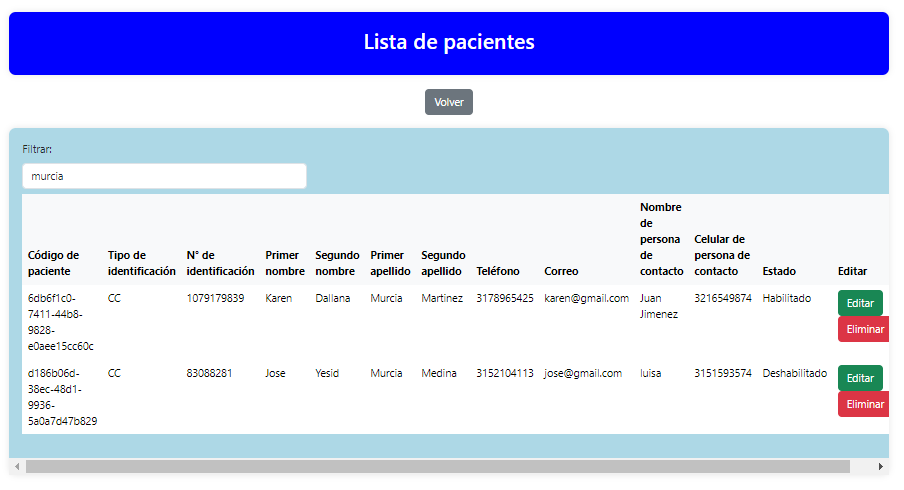 Lista de pacientes
Volver
Filtrar:
murcia
Código de paciente Tipo de identificación N° de identificación Primer nombre Segundo nombre Primer apellido Segundo apellido Teléfono Correo Nombre de persona de contacto Celular de persona de contacto Estado Editar
6db6f1c0-7411-44b8-9828-e0aee15cc60c CC 1079179839 Karen Dallana Murcia Martinez 3178965425 karen@gmail.com Juan Jimenez 3216549874 Habilitado Editar
Eliminar
d186b06d-38ec-48d1-9936-5a0a7d47b829 CC 83088281 Jose Yesid Murcia Medina 3152104113 jose@gmail.com luisa 3151593574 Deshabilitado Editar
Eliminar